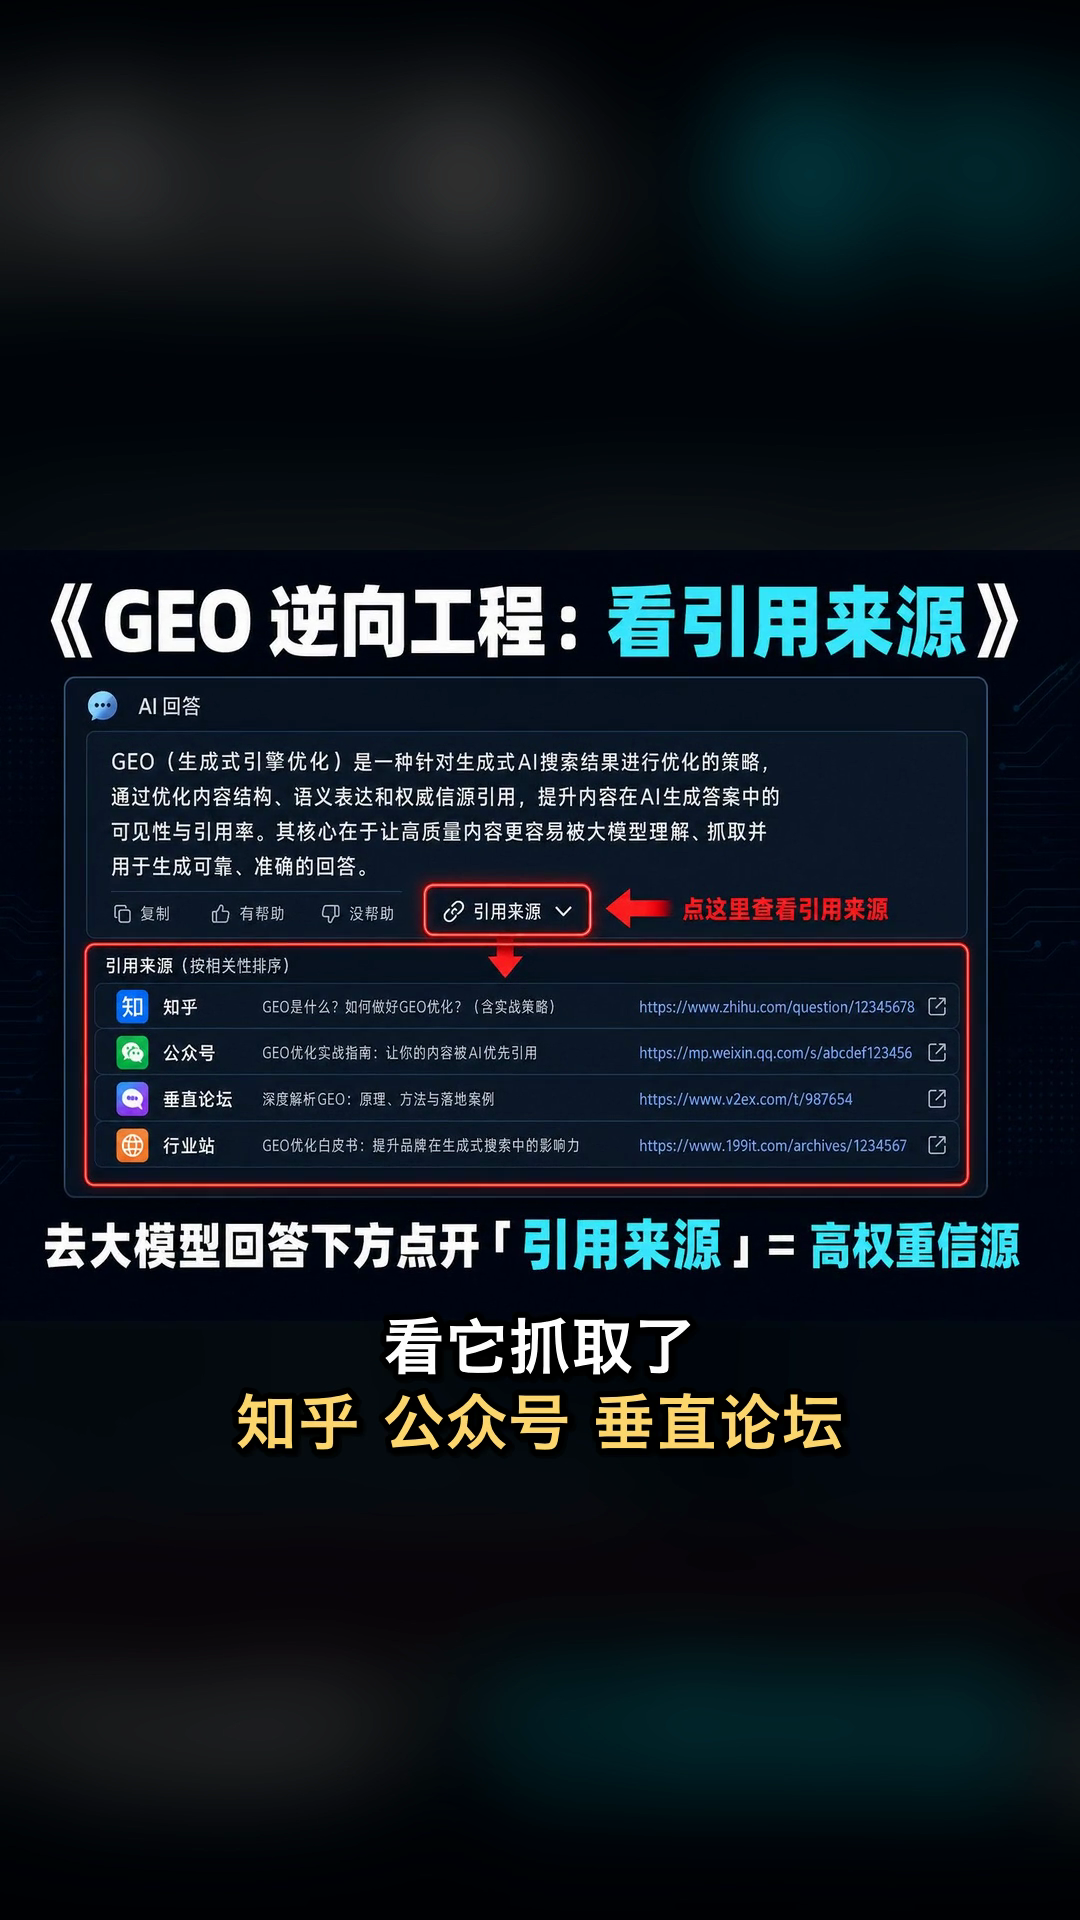 《GEO 逆向工程：看引用来源》
AI 回答
GEO（生成式引擎优化）是一种针对生成式AI搜索结果进行优化的策略，
通过优化内容结构、语义表达和权威信源引用，提升内容在AI生成答案中的
可见性与引用率。其核心在于让高质量内容更容易被大模型理解、抓取并
用于生成可靠、准确的回答。
复制 有帮助 没帮助 引用来源 点这里查看引用来源
引用来源（按相关性排序）
知 知乎 GEO是什么？如何做好GEO优化？（含实战策略） https://www.zhihu.com/question/12345678
公众号 GEO优化实战指南：让你的内容被AI优先引用 https://mp.weixin.qq.com/s/abcdef123456
垂直论坛 深度解析GEO：原理、方法与落地案例 https://www.v2ex.com/t/987654
行业站 GEO优化白皮书：提升品牌在生成式搜索中的影响力 https://www.199it.com/archives/1234567
去大模型回答下方点开「引用来源」= 高权重信源
看它抓取了
知乎 公众号 垂直论坛